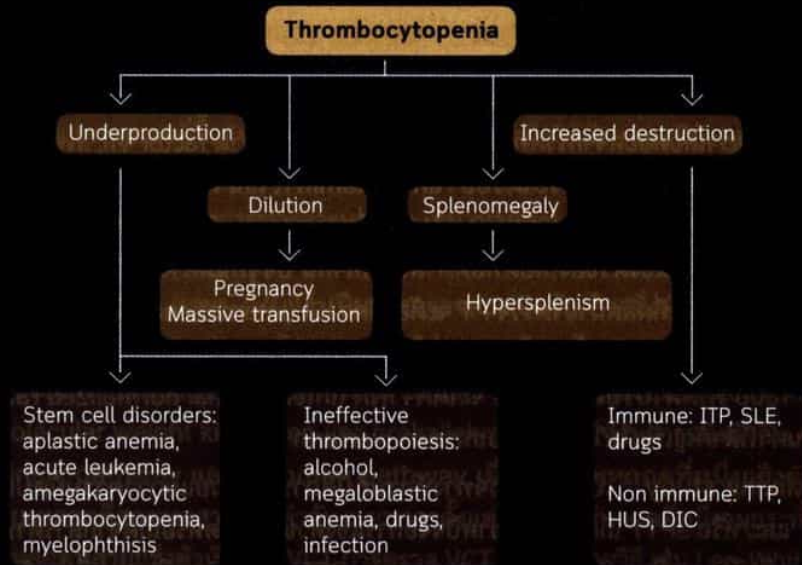 Thrombocytopenia
Underproduction
Increased destruction
Dilution
Splenomegaly
Pregnancy
Massive transfusion
Hypersplenism
Stem cell disorders:
aplastic anemia,
acute leukemia,
amegakaryocytic
thrombocytopenia,
myelophthisis
Ineffective
thrombopoiesis:
alcohol,
megaloblastic
anemia, drugs,
infection
Immune: ITP, SLE,
drugs
Non immune: TTP,
HUS, DIC